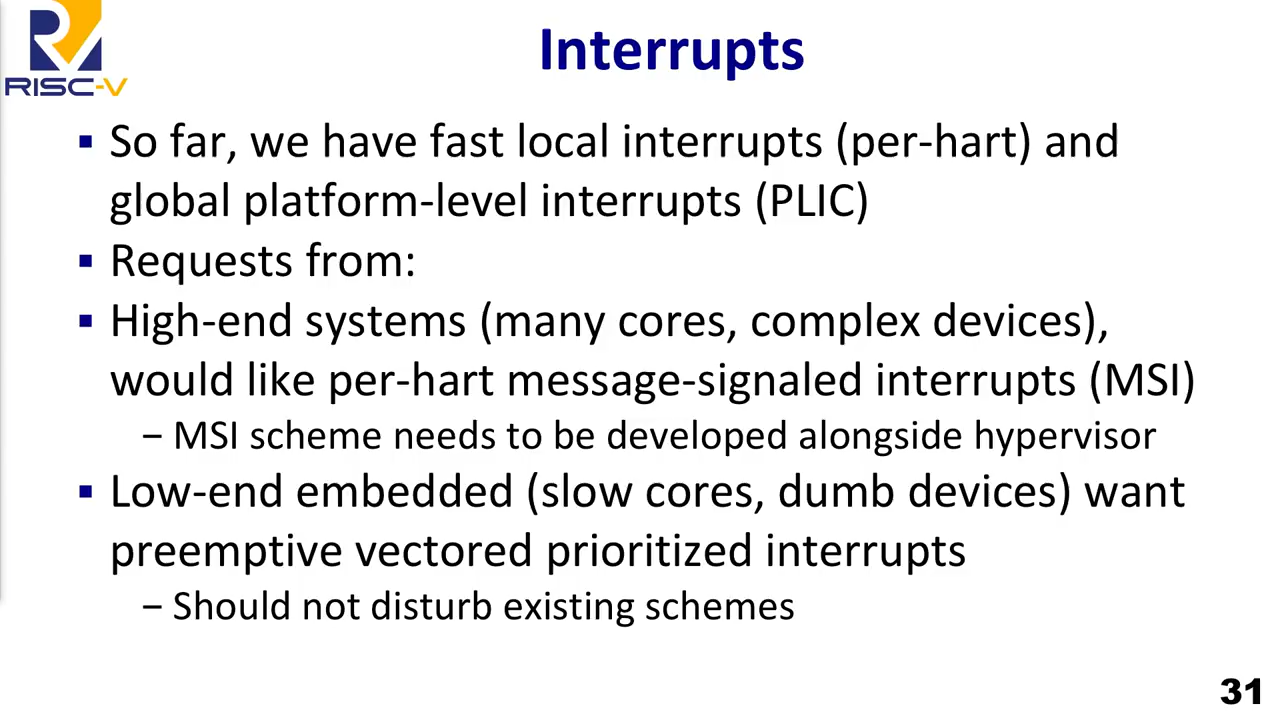 RISC-V
Interrupts
▪ So far, we have fast local interrupts (per-hart) and
global platform-level interrupts (PLIC)
▪ Requests from:
▪ High-end systems (many cores, complex devices),
would like per-hart message-signaled interrupts (MSI)
– MSI scheme needs to be developed alongside hypervisor
▪ Low-end embedded (slow cores, dumb devices) want
preemptive vectored prioritized interrupts
– Should not disturb existing schemes
31